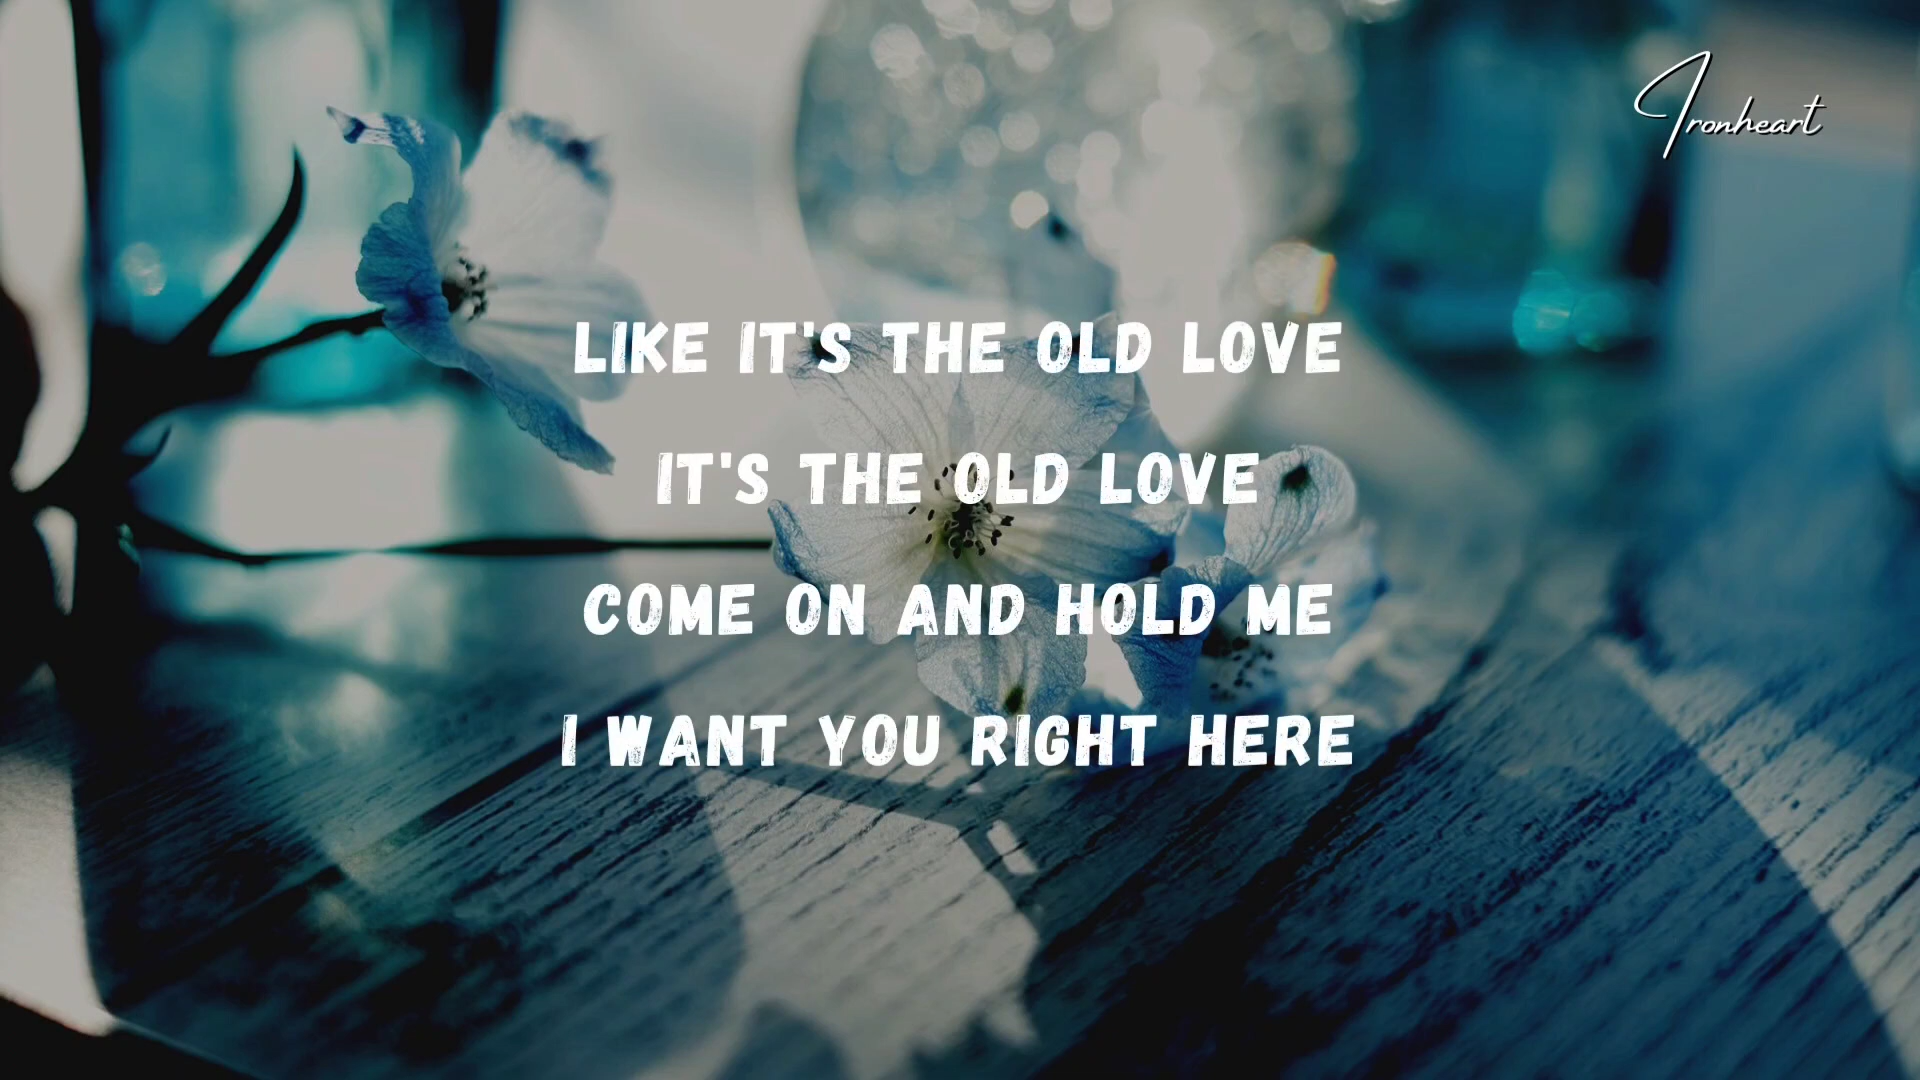 Ironheart
LIKE IT'S THE OLD LOVE
IT'S THE OLD LOVE
COME ON AND HOLD ME
I WANT YOU RIGHT HERE